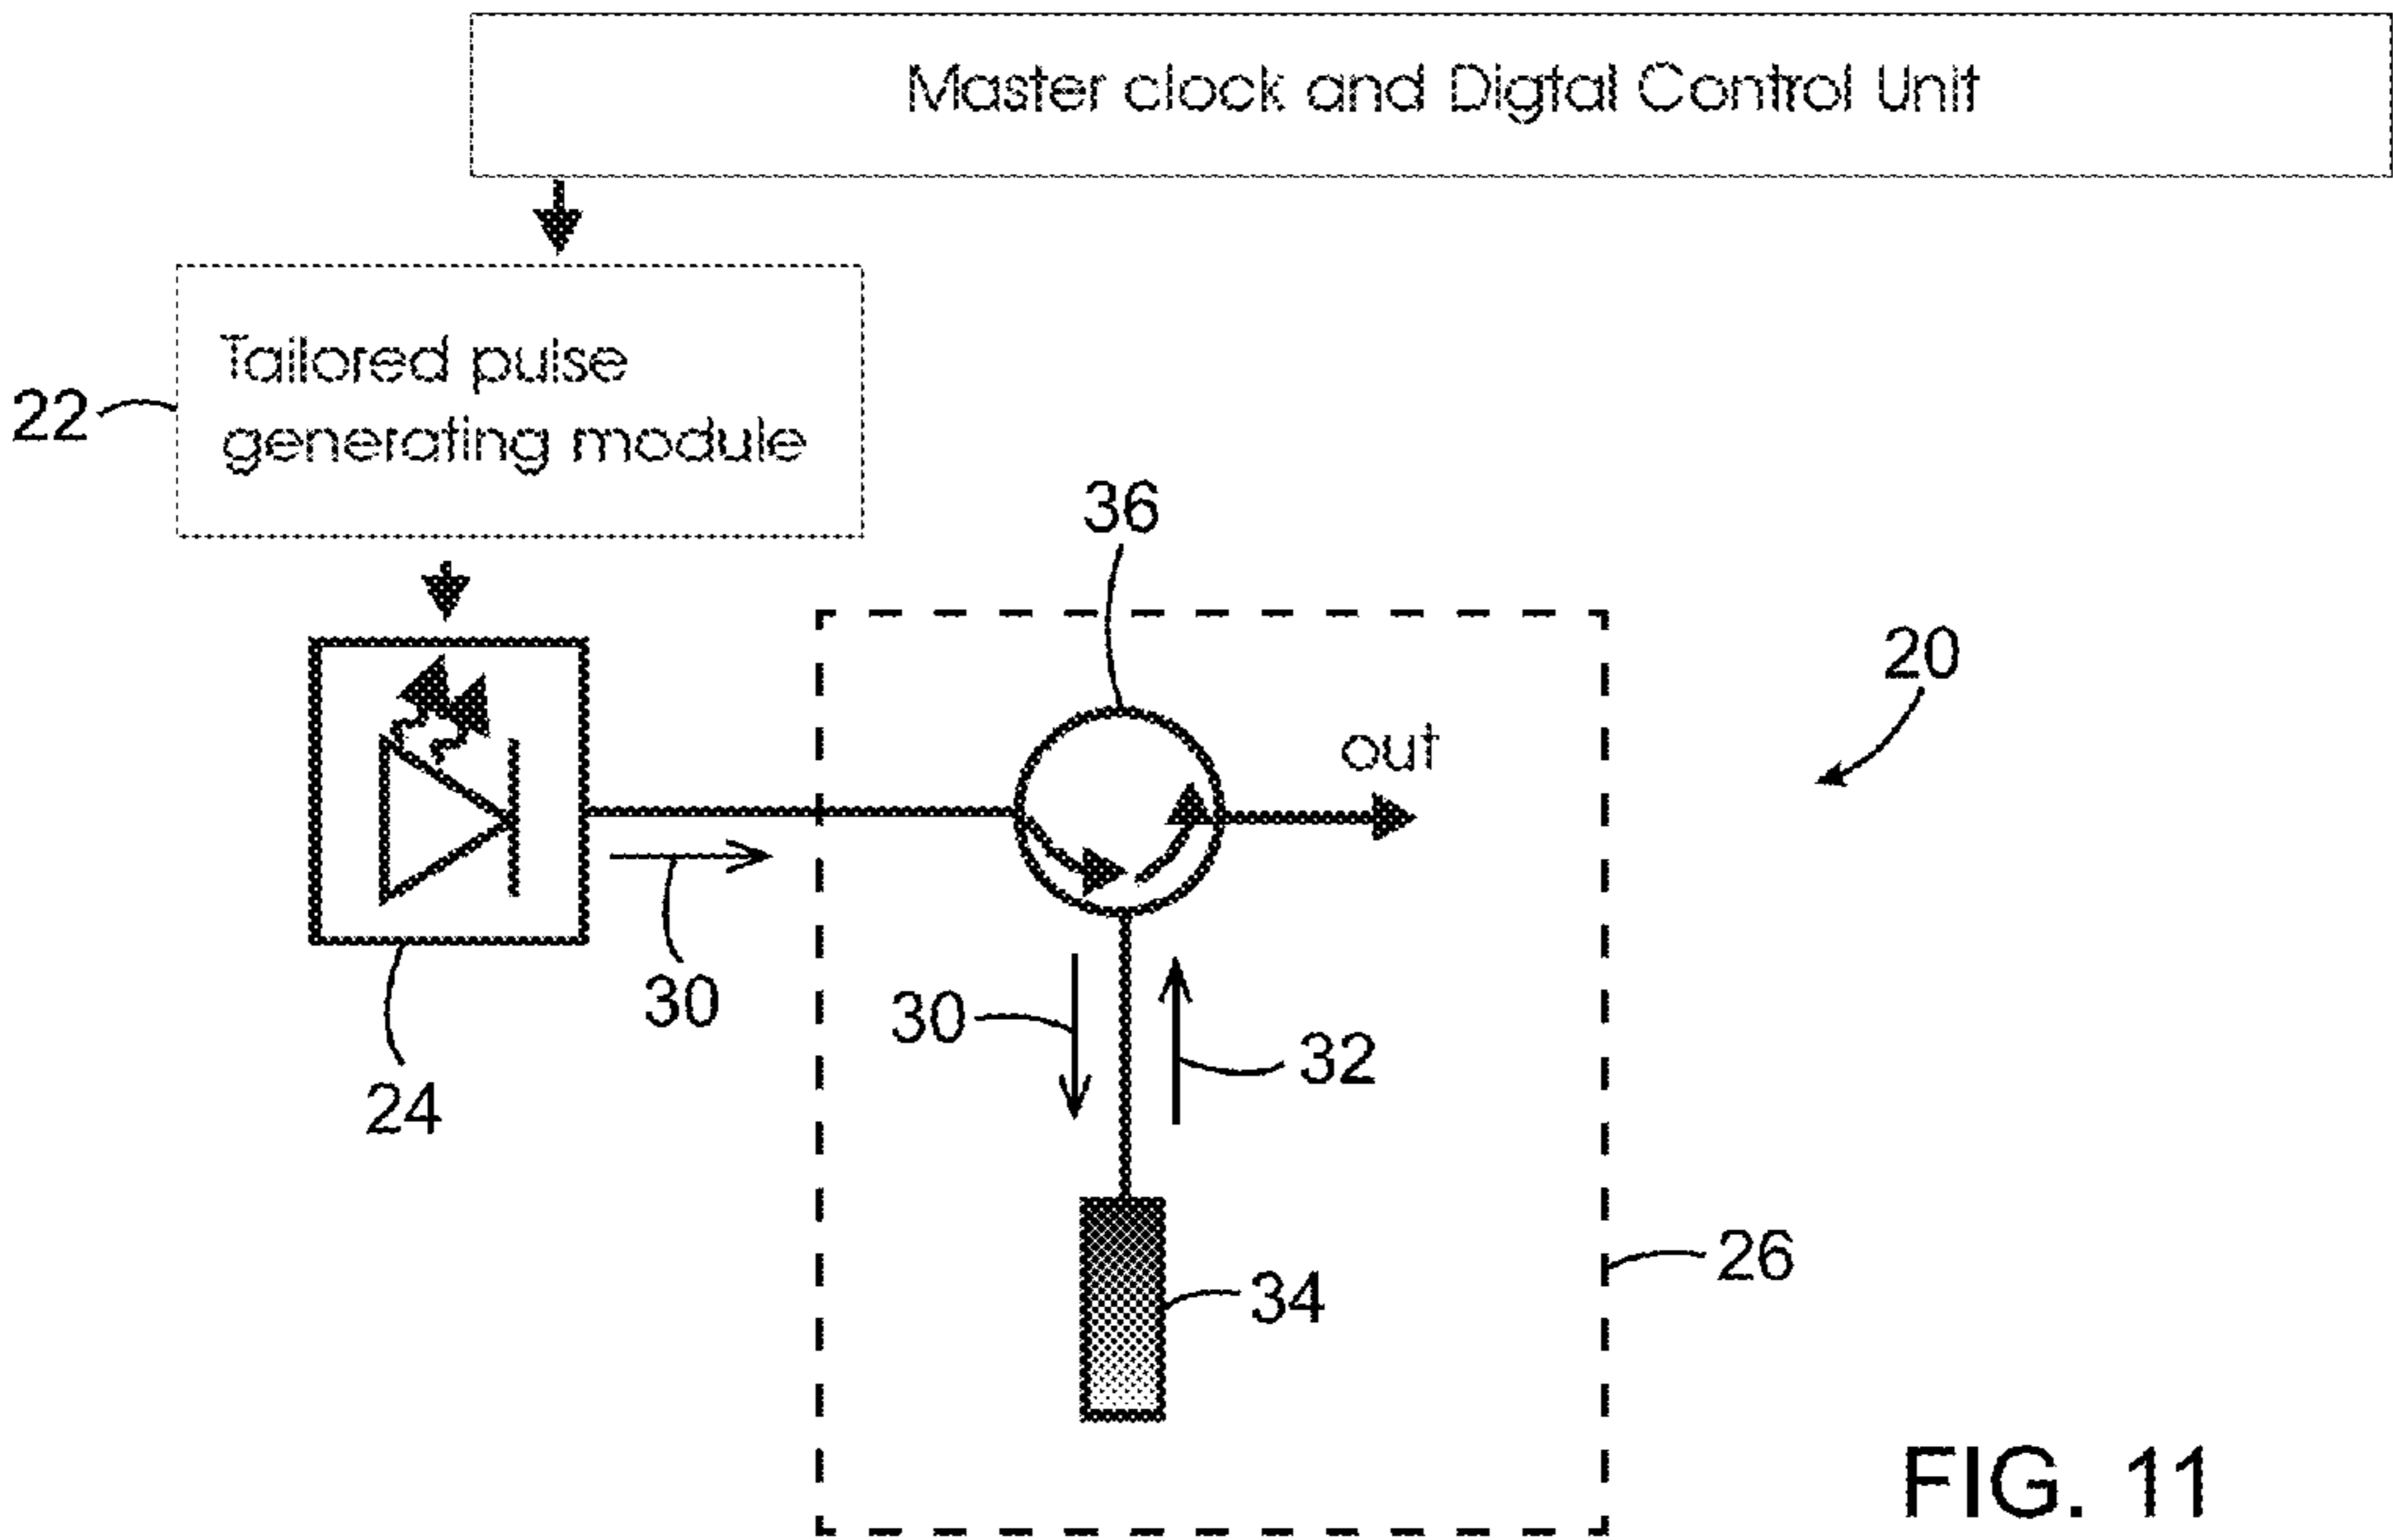 Master clock and Digtal Control Unit
Tailored pulse
generating module
22
36
20
out
30
30
32
24
26
34
FIG. 11